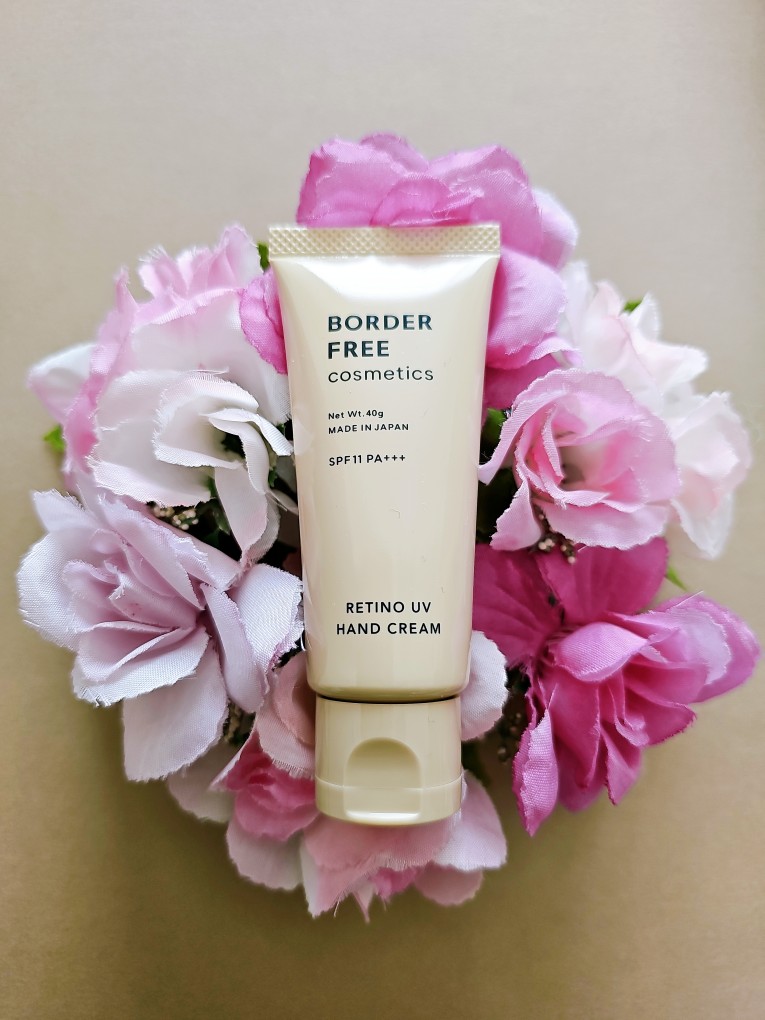 BORDER
FREE
cosmetics
Net Wt. 40g
MADE IN JAPAN
SPF11 PA+++
RETINO UV
HAND CREAM